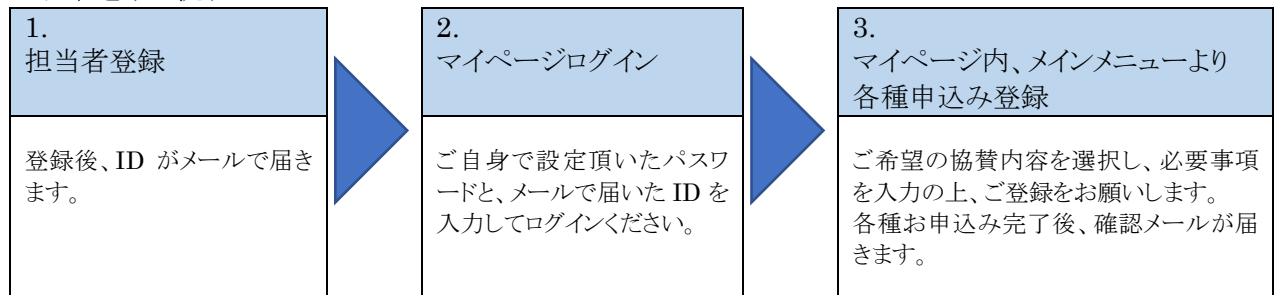 1.
担当者登録
登録後、ID がメールで届き
ます。
2.
マイページログイン
ご自身で設定頂いたパスワ
ードと、メールで届いた ID を
入力してログインください。
3.
マイページ内、メインメニューより
各種申込み登録
ご希望の協賛内容を選択し、必要事項
を入力の上、ご登録をお願いします。
各種お申込み完了後、確認メールが届
きます。